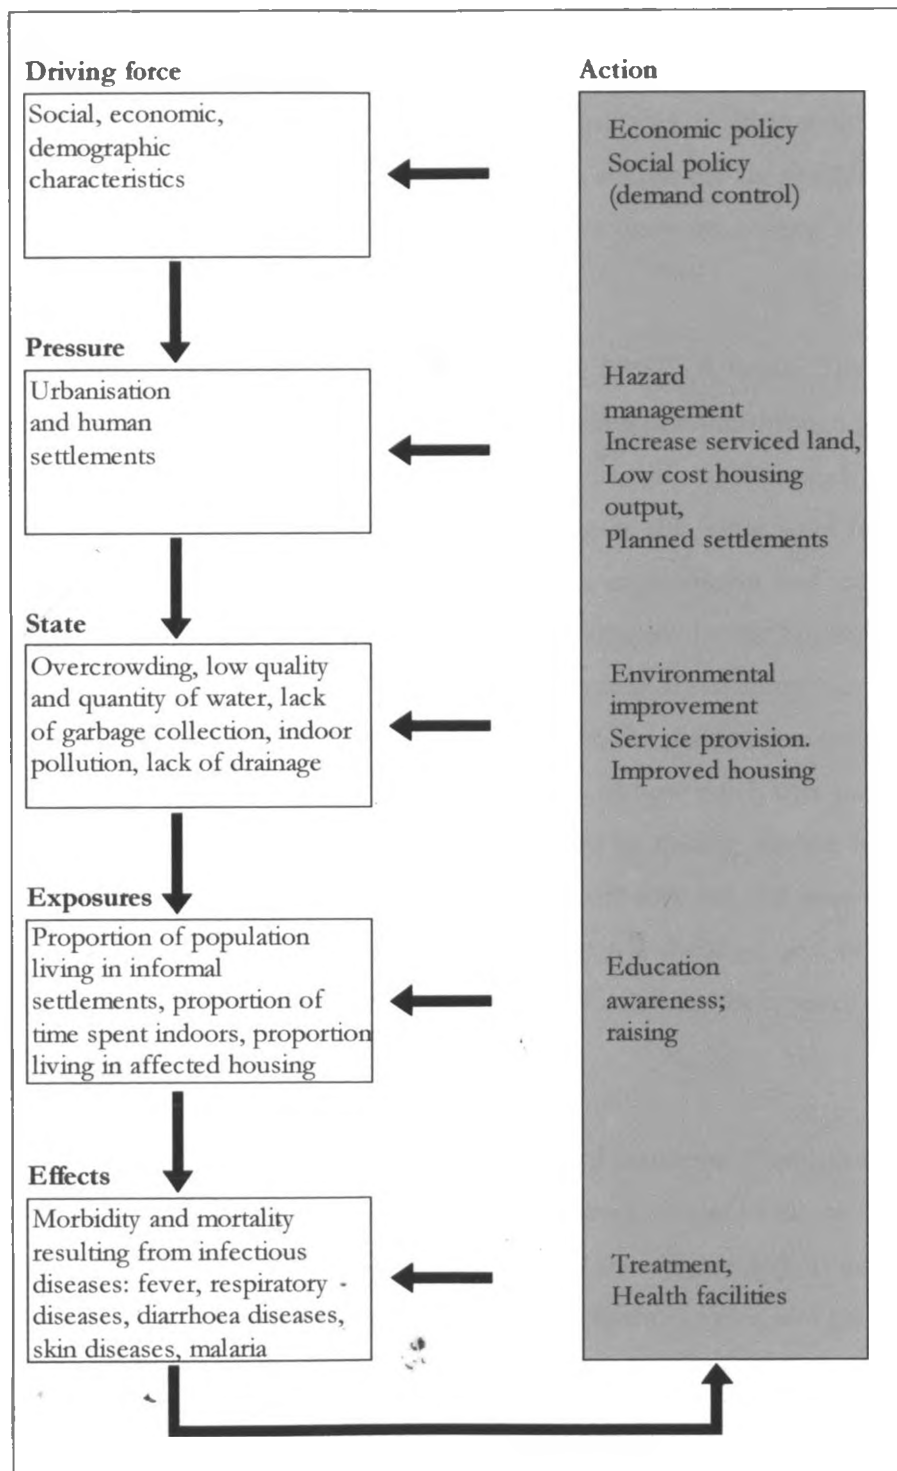 Driving force
Social, economic,
demographic
characteristics
Pressure
Urbanisation
and human
settlements
State
Overcrowding, low quality
and quantity of water, lack
of garbage collection, indoor
pollution, lack of drainage
Exposures
Proportion of population
living in informal
settlements, proportion of
time spent indoors, proportion
living in affected housing
Effects
Morbidity and mortality
resulting from infectious
diseases: fever, respiratory -
diseases, diarrhoea diseases,
skin diseases, malaria
Action
Economic policy
Social policy
(demand control)
Hazard
management
Increase serviced land,
Low cost housing
output,
Planned settlements
Environmental
improvement
Service provision.
Improved housing
Education
awareness;
raising
Treatment,
Health facilities